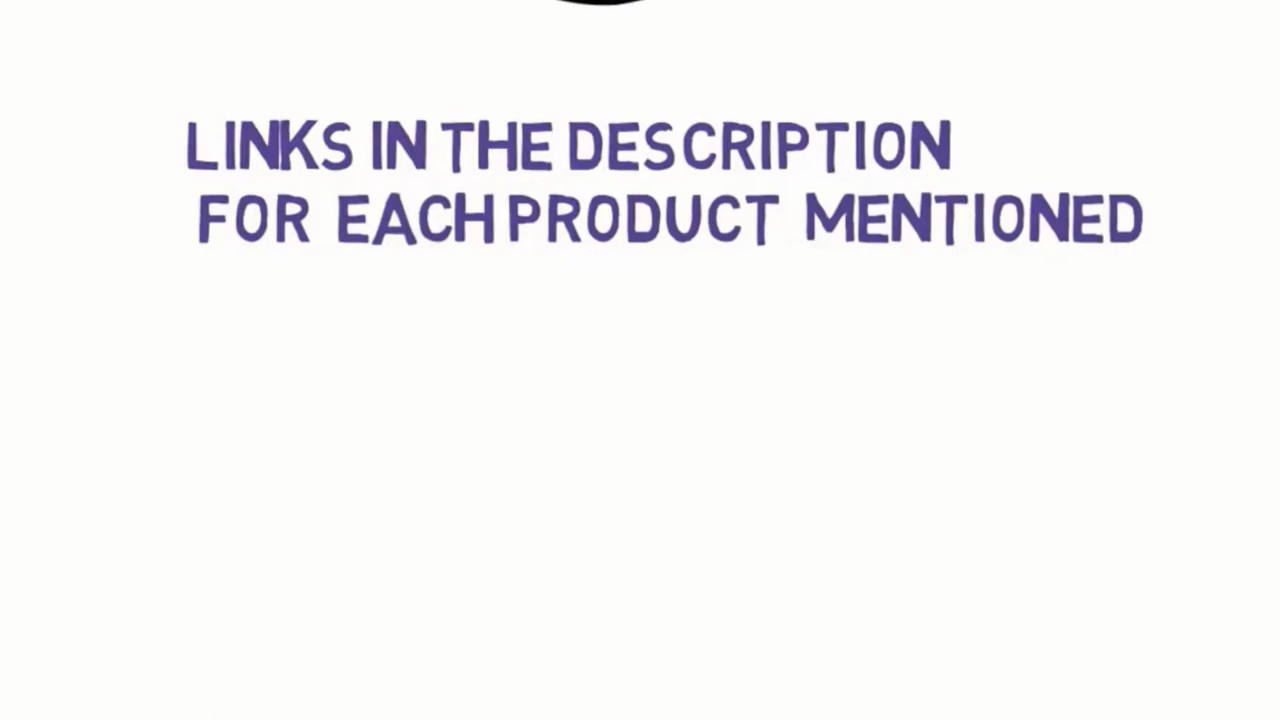 LINKS IN THE DESCRIPTION
FOR EACH PRODUCT MENTIONED